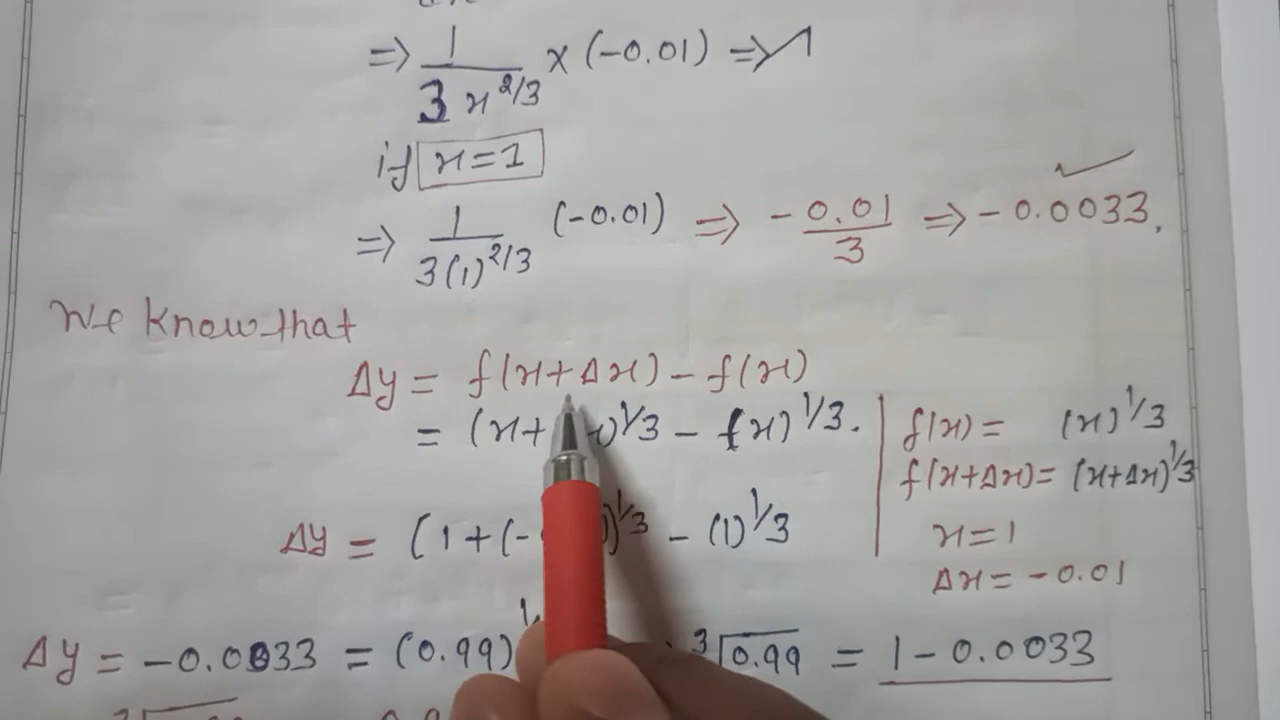 => 1/(3 x^2/3) × (-0.01) =>
if x=1
=> 1/(3(1)^2/3) (-0.01) => -0.01/3 => -0.0033.
We know that
Δy = f(x+Δx) - f(x)
= (x+ )^1/3 - (x)^1/3.
f(x) = (x)^1/3
f(x+Δx) = (x+Δx)^1/3
x=1
Δx = -0.01
Δy = (1+(- )^1/3 - (1)^1/3
Δy = -0.0033 = (0.99) ∛0.99 = 1-0.0033